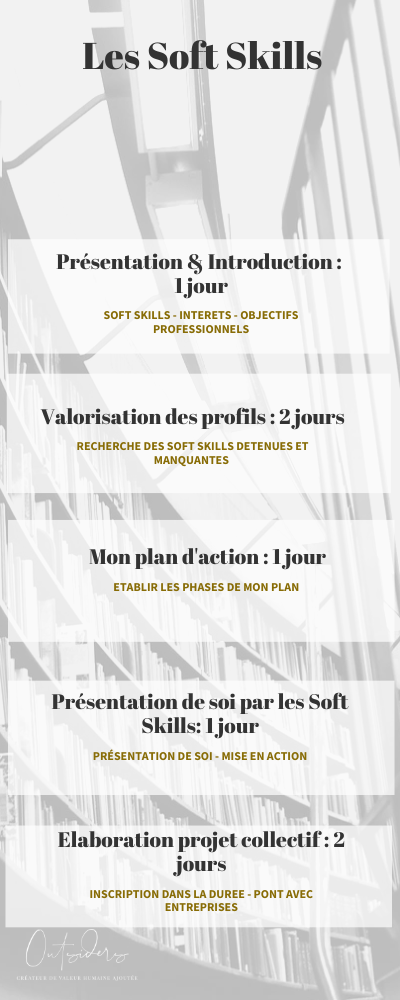 Les Soft Skills
Présentation & Introduction :
1 jour
SOFT SKILLS - INTERETS - OBJECTIFS
PROFESSIONNELS
Valorisation des profils : 2 jours
RECHERCHE DES SOFT SKILLS DETENUES ET
MANQUANTES
Mon plan d'action : 1 jour
ETABLIR LES PHASES DE MON PLAN
Présentation de soi par les Soft
Skills: 1 jour
PRÉSENTATION DE SOI - MISE EN ACTION
Elaboration projet collectif : 2
jours
INSCRIPTION DANS LA DUREE - PONT AVEC
ENTREPRISES
Outsiders
CRÉATEUR DE VALEUR HUMAINE AJOUTÉE